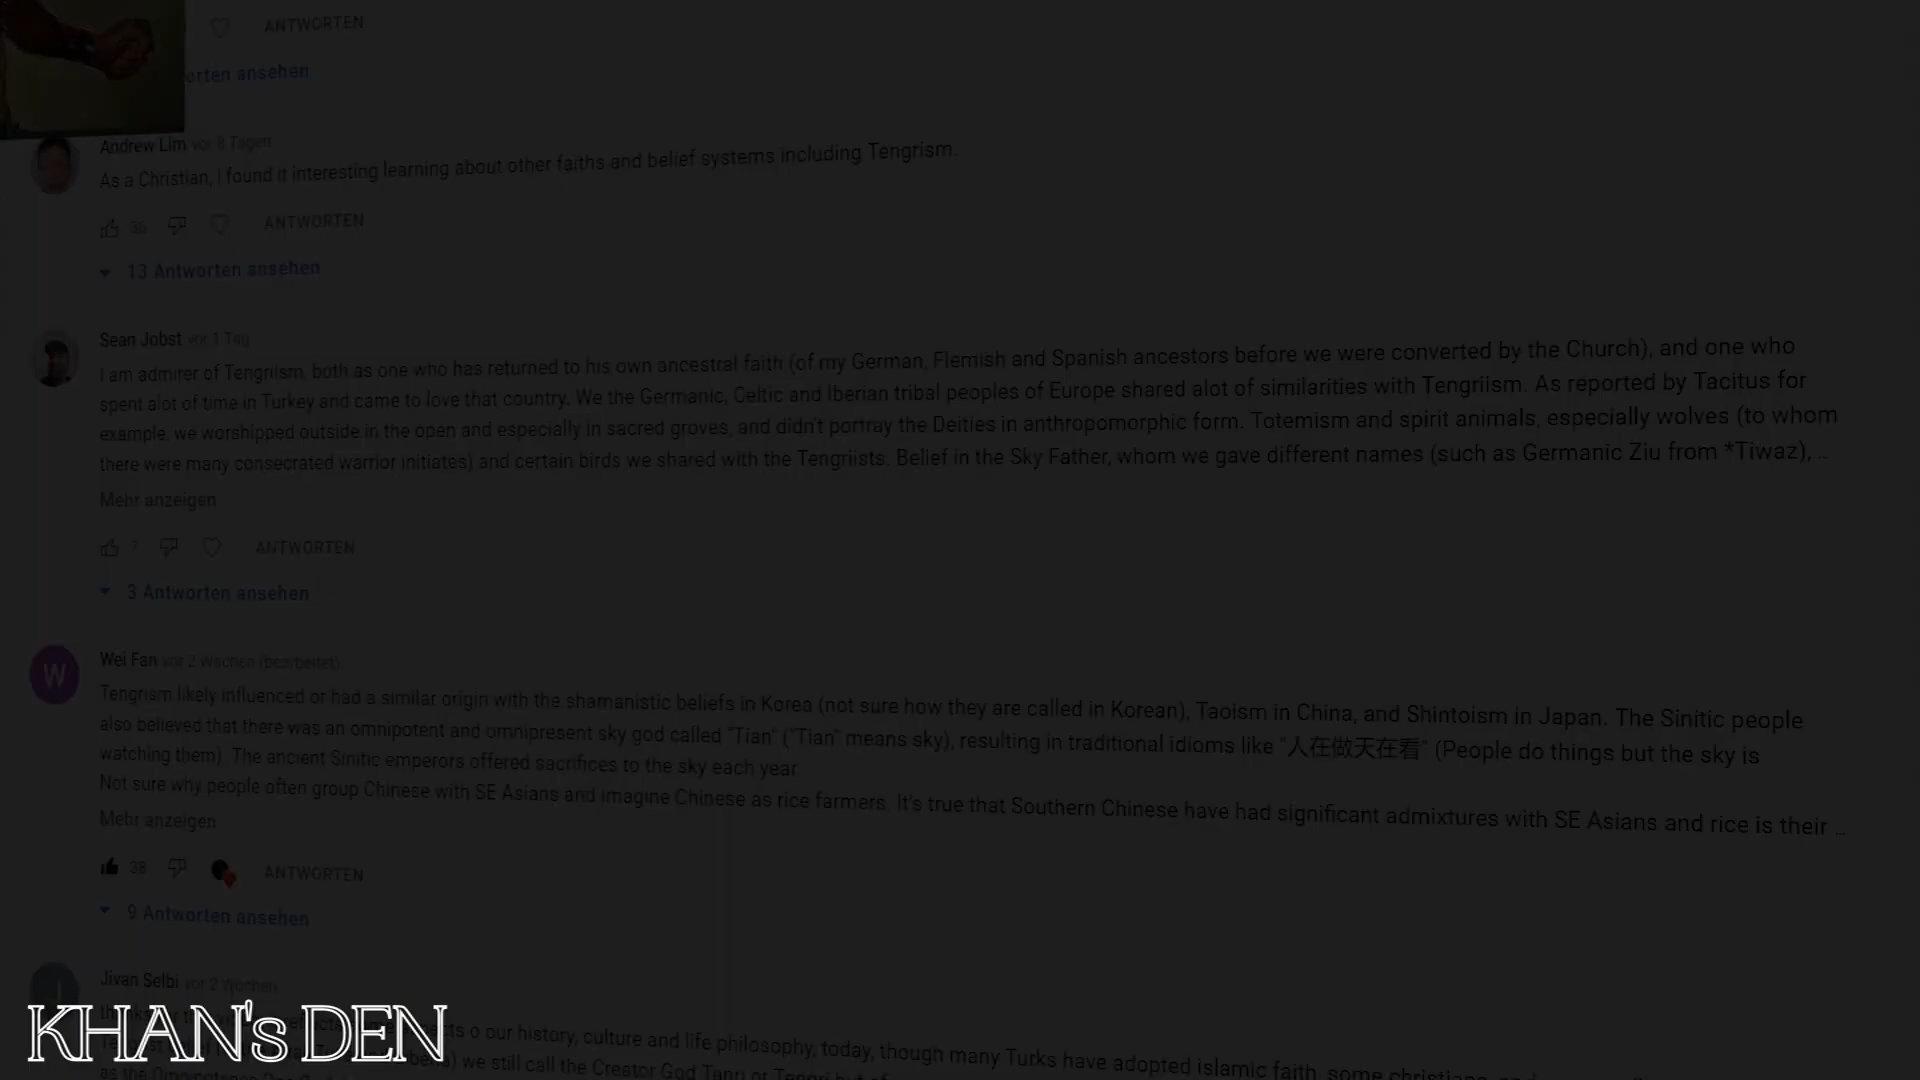 ANTWORTEN
orten ansehen
Andrew Lim vor 8 Tagen
As a Christian, I found it interesting learning about other faiths and belief systems including Tengrism.
36 ANTWORTEN
13 Antworten ansehen
Sean Jobst vor 1 Tag
I am admirer of Tengriism, both as one who has returned to his own ancestral faith (of my German, Flemish and Spanish ancestors before we were converted by the Church), and one who
spent alot of time in Turkey and came to love that country. We the Germanic, Celtic and Iberian tribal peoples of Europe shared alot of similarities with Tengriism. As reported by Tacitus for
example, we worshipped outside in the open and especially in sacred groves, and didn't portray the Deities in anthropomorphic form. Totemism and spirit animals, especially wolves (to whom
there were many consecrated warrior initiates) and certain birds we shared with the Tengriists. Belief in the Sky Father, whom we gave different names (such as Germanic Ziu from *Tiwaz), ...
Mehr anzeigen
7 ANTWORTEN
3 Antworten ansehen
W
Wei Fan vor 2 Wochen (bearbeitet)
Tengrism likely influenced or had a similar origin with the shamanistic beliefs in Korea (not sure how they are called in Korean), Taoism in China, and Shintoism in Japan. The Sinitic people
also believed that there was an omnipotent and omnipresent sky god called "Tian" ("Tian" means sky), resulting in traditional idioms like "人在做天在看" (People do things but the sky is
watching them). The ancient Sinitic emperors offered sacrifices to the sky each year.
Not sure why people often group Chinese with SE Asians and imagine Chinese as rice farmers. It's true that Southern Chinese have had significant admixtures with SE Asians and rice is their ...
Mehr anzeigen
38 ANTWORTEN
9 Antworten ansehen
Jivan Selbi vor 2 Wochen
o our history, culture and life philosophy, today, though many Turks have adopted islamic faith, some
we still call the Creator God Tanrı or Tengri
as the
KHAN's DEN